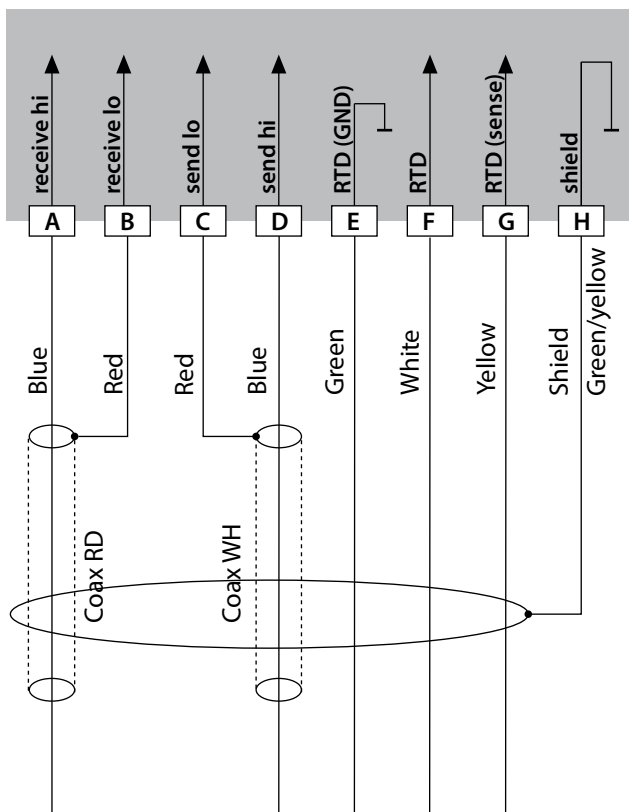 receive hi
receive lo
send lo
send hi
RTD (GND)
RTD
RTD (sense)
shield
A
B
C
D
E
F
G
H
Blue
Red
Red
Blue
Green
White
Yellow
Shield
Green/yellow
Coax RD
Coax WH